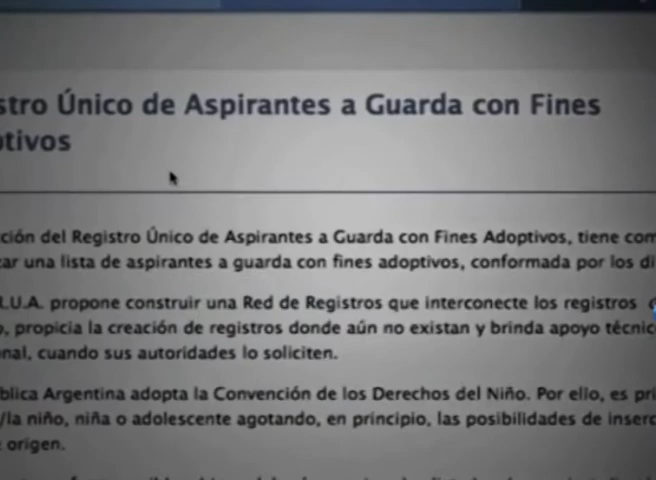 stro Único de Aspirantes a Guarda con Fines
ptivos
ción del Registro Único de Aspirantes a Guarda con Fines Adoptivos, tiene com
zar una lista de aspirantes a guarda con fines adoptivos, conformada por los di
.U.A. propone construir una Red de Registros que interconecte los registros
o, propicia la creación de registros donde aún no existan y brinda apoyo técnic
nal, cuando sus autoridades lo soliciten.
blica Argentina adopta la Convención de los Derechos del Niño. Por ello, es pri
/la niño, niña o adolescente agotando, en principio, las posibilidades de inserc
e origen.